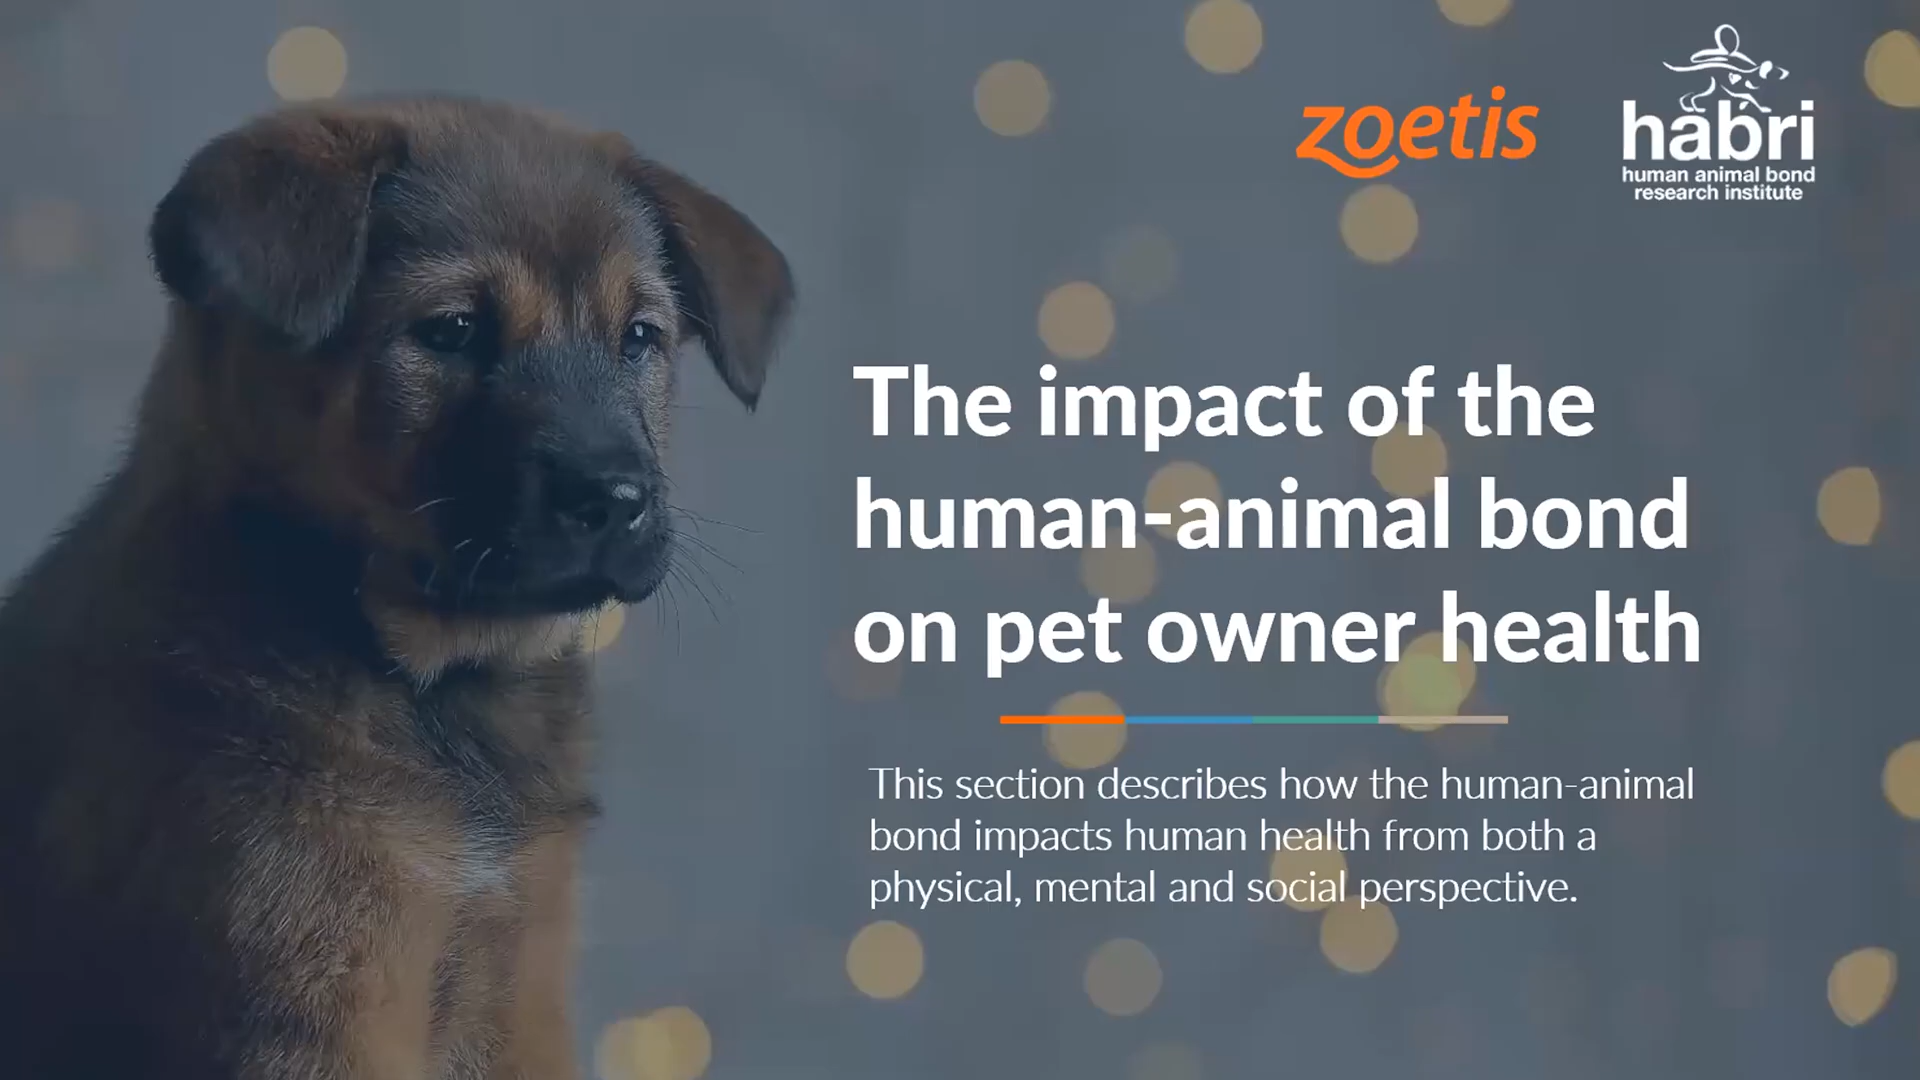 zoetis
habri
human animal bond
research institute
The impact of the
human-animal bond
on pet owner health
This section describes how the human-animal
bond impacts human health from both a
physical, mental and social perspective.